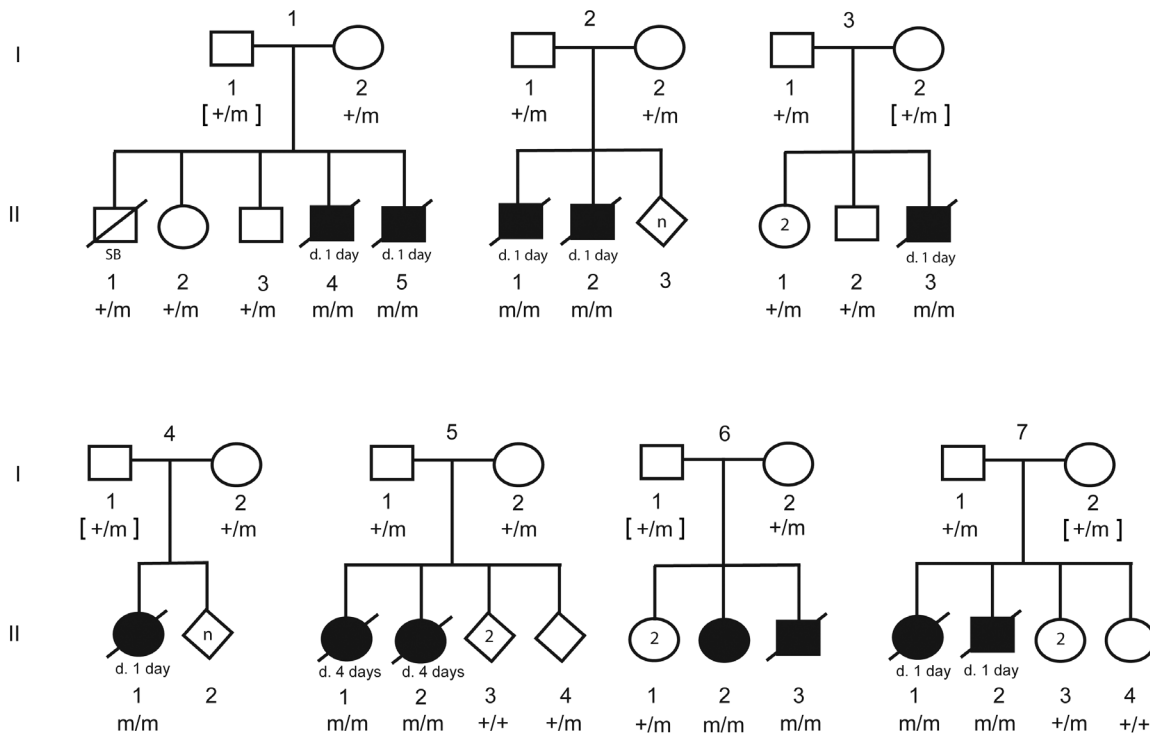 1 2 3
I
1 2 1 2 1 2
[+/m] +/m +/m +/m +/m [+/m]
II
n 2
SB d. 1 day d. 1 day d. 1 day d. 1 day d. 1 day
1 2 3 4 5 1 2 3 1 2 3
+/m +/m +/m m/m m/m m/m m/m +/m +/m m/m
4 5 6 7
I
1 2 1 2 1 2 1 2
[+/m] +/m +/m +/m [+/m] +/m +/m [+/m]
II
n 2 2 2
d. 1 day d. 4 days d. 4 days d. 1 day d. 1 day
1 2 1 2 3 4 1 2 3 1 2 3 4
m/m m/m m/m +/+ +/m +/m m/m m/m m/m m/m +/m +/+